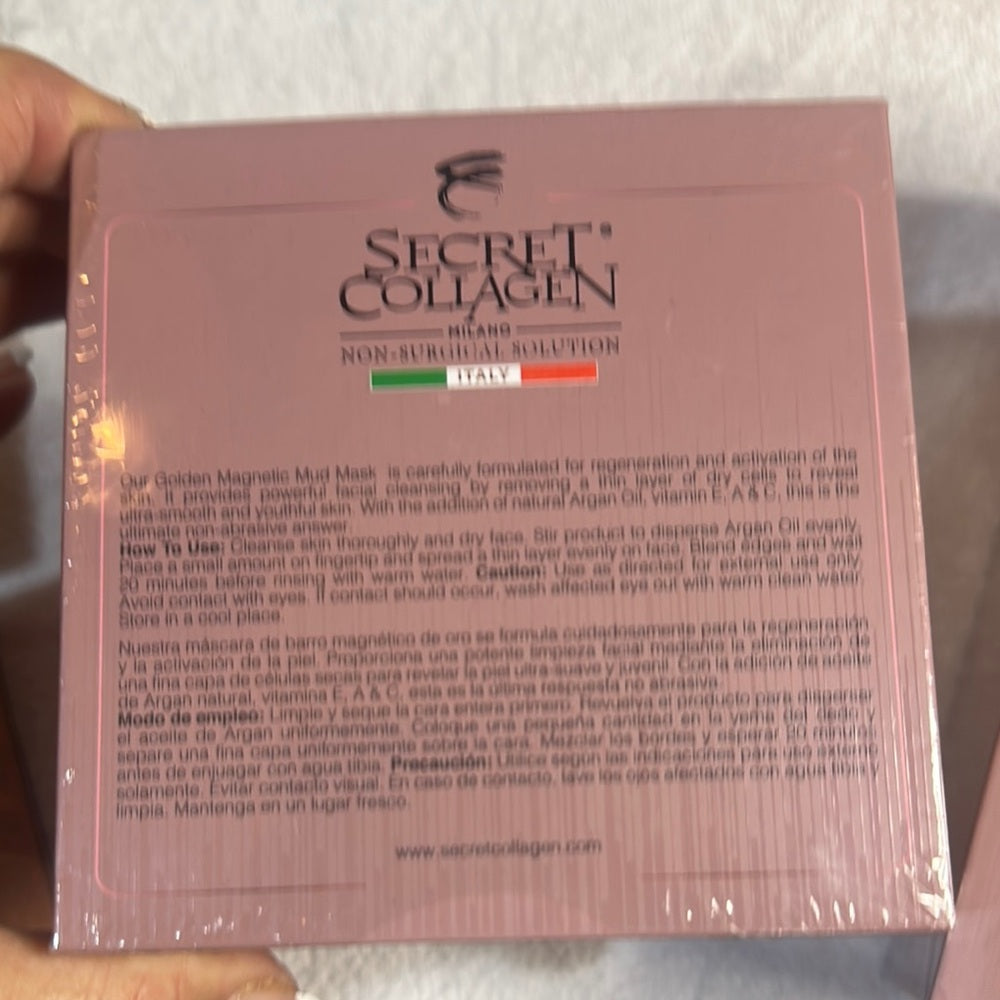 SECRET
COLLAGEN
MILANO
NON-SURGICAL SOLUTION
ITALY
Our Golden Magnetic Mud Mask is carefully formulated for regeneration and activation of the
skin. It provides powerful facial cleansing by removing a thin layer of dry cells to reveal
ultra-smooth and youthful skin. With the addition of natural Argan Oil, vitamin E, A & C, this is the
ultimate non-abrasive answer.
How To Use: Cleanse skin thoroughly and dry face. Stir product to disperse Argan Oil evenly.
Place a small amount on fingertip and spread a thin layer evenly on face. Blend edges and wait
20 minutes before rinsing with warm water. Caution: Use as directed for external use only.
Avoid contact with eyes. If contact should occur, wash affected eye out with warm clean water.
Store in a cool place.
Nuestra máscara de barro magnético de oro se formula cuidadosamente para la regeneración
y la activación de la piel. Proporciona una potente limpieza facial mediante la eliminación de
una fina capa de células secas para revelar la piel ultra-suave y juvenil. Con la adición de aceite
de Argan natural, vitamina E, A & C, esta es la última respuesta no abrasiva.
Modo de empleo: Limpie y seque la cara entera primero. Revuelva el producto para dispersar
el aceite de Argan uniformemente. Coloque una pequeña cantidad en la yema del dedo y
separe una fina capa uniformemente sobre la cara. Mezclar los bordes y esperar 20 minutos
antes de enjuagar con agua tibia. Precaución: Utilice según las indicaciones para uso externo
solamente. Evitar contacto visual. En caso de contacto, lave los ojos afectados con agua tibia
limpia. Mantenga en un lugar fresco.
www.secretcollagen.com